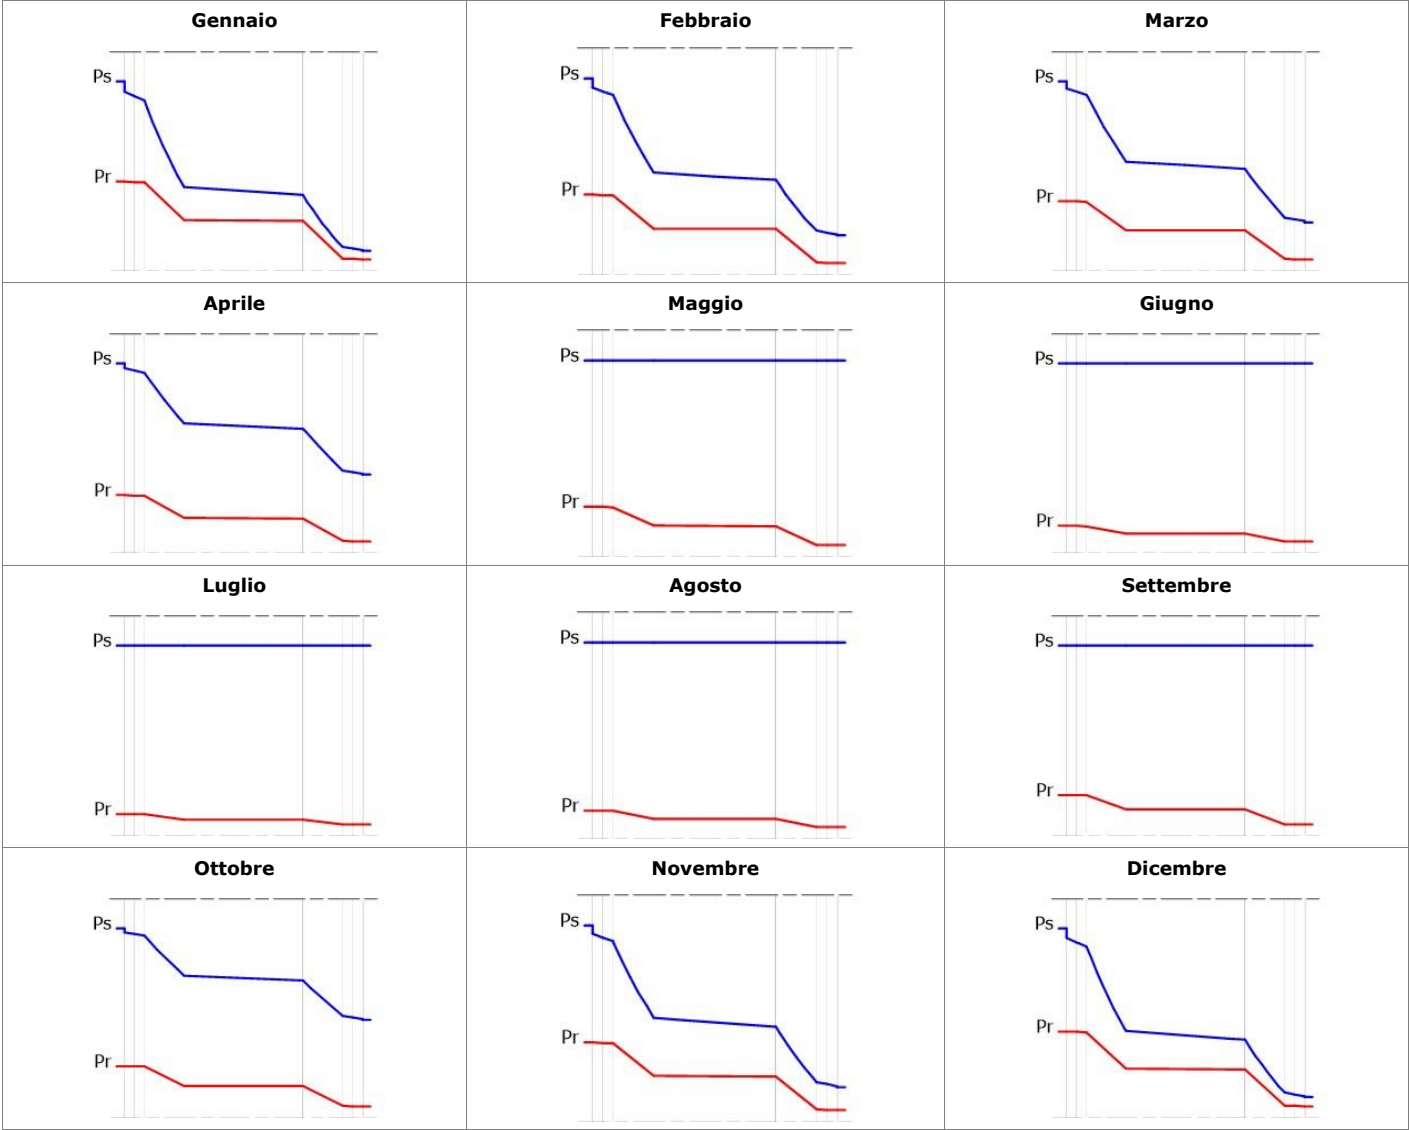 Gennaio
Febbraio
Marzo
Ps
Ps
Ps
Pr
Pr
Pr
Aprile
Maggio
Giugno
Ps
Ps
Ps
Pr
Pr
Pr
Luglio
Agosto
Settembre
Ps
Ps
Ps
Pr
Pr
Pr
Ottobre
Novembre
Dicembre
Ps
Ps
Ps
Pr
Pr
Pr